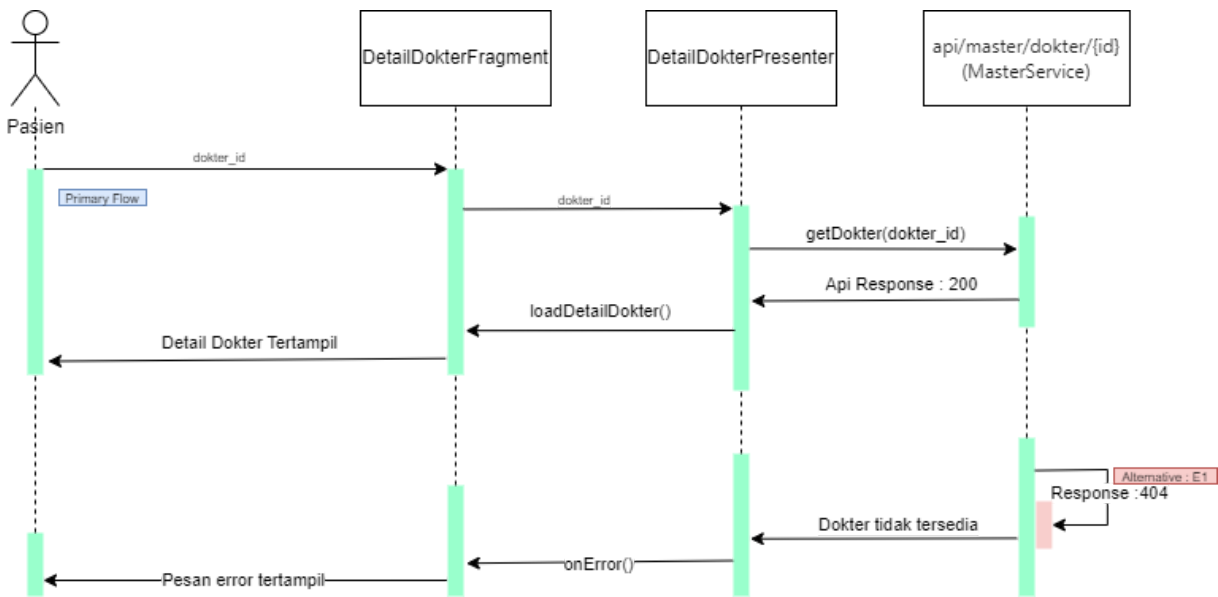 DetailDokterFragment
DetailDokterPresenter
api/master/dokter/{id}
(MasterService)
Pasien
dokter_id
Primary Flow
dokter_id
getDokter(dokter_id)
Api Response : 200
loadDetailDokter()
Detail Dokter Tertampil
Alternative : E1
Response :404
Dokter tidak tersedia
onError()
Pesan error tertampil